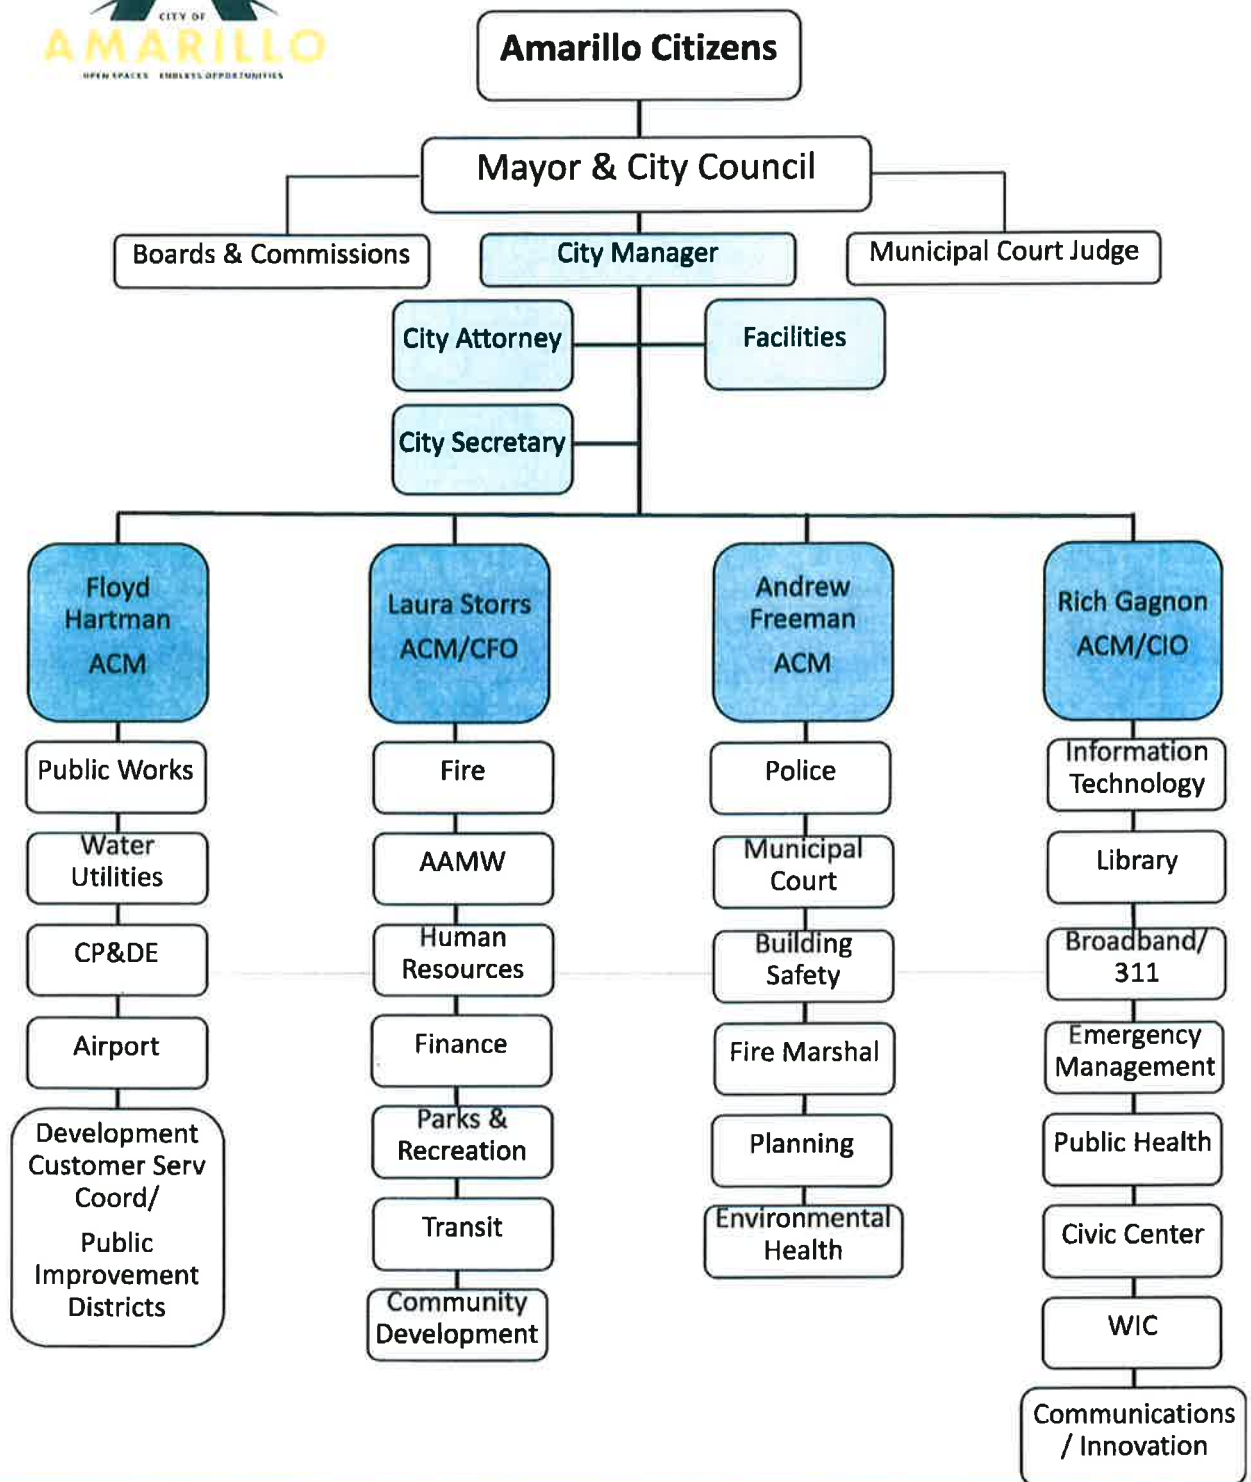 CITY OF
AMARILLO
OPEN SPACES ENDLESS OPPORTUNITIES
Amarillo Citizens
Mayor & City Council
Boards & Commissions
City Manager
Municipal Court Judge
City Attorney
Facilities
City Secretary
Floyd
Hartman
ACM
Laura Storrs
ACM/CFO
Andrew
Freeman
ACM
Rich Gagnon
ACM/CIO
Public Works
Water
Utilities
CP&DE
Airport
Development
Customer Serv
Coord/
Public
Improvement
Districts
Fire
AAMW
Human
Resources
Finance
Parks &
Recreation
Transit
Community
Development
Police
Municipal
Court
Building
Safety
Fire Marshal
Planning
Environmental
Health
Information
Technology
Library
Broadband/
311
Emergency
Management
Public Health
Civic Center
WIC
Communications
/ Innovation